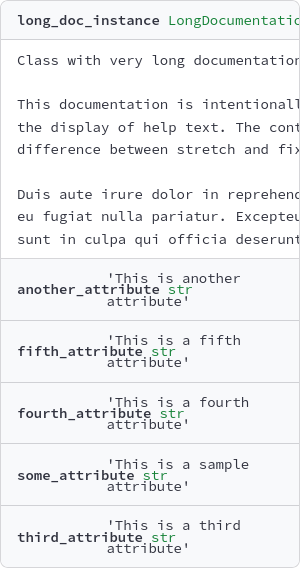 long_doc_instance LongDocumentatio
Class with very long documentation
This documentation is intentionall
the display of help text. The cont
difference between stretch and fix
Duis aute irure dolor in reprehend
eu fugiat nulla pariatur. Excepteu
sunt in culpa qui officia deserunt
'This is another
another_attribute str
attribute'
'This is a fifth
fifth_attribute str
attribute'
'This is a fourth
fourth_attribute str
attribute'
'This is a sample
some_attribute str
attribute'
'This is a third
third_attribute str
attribute'